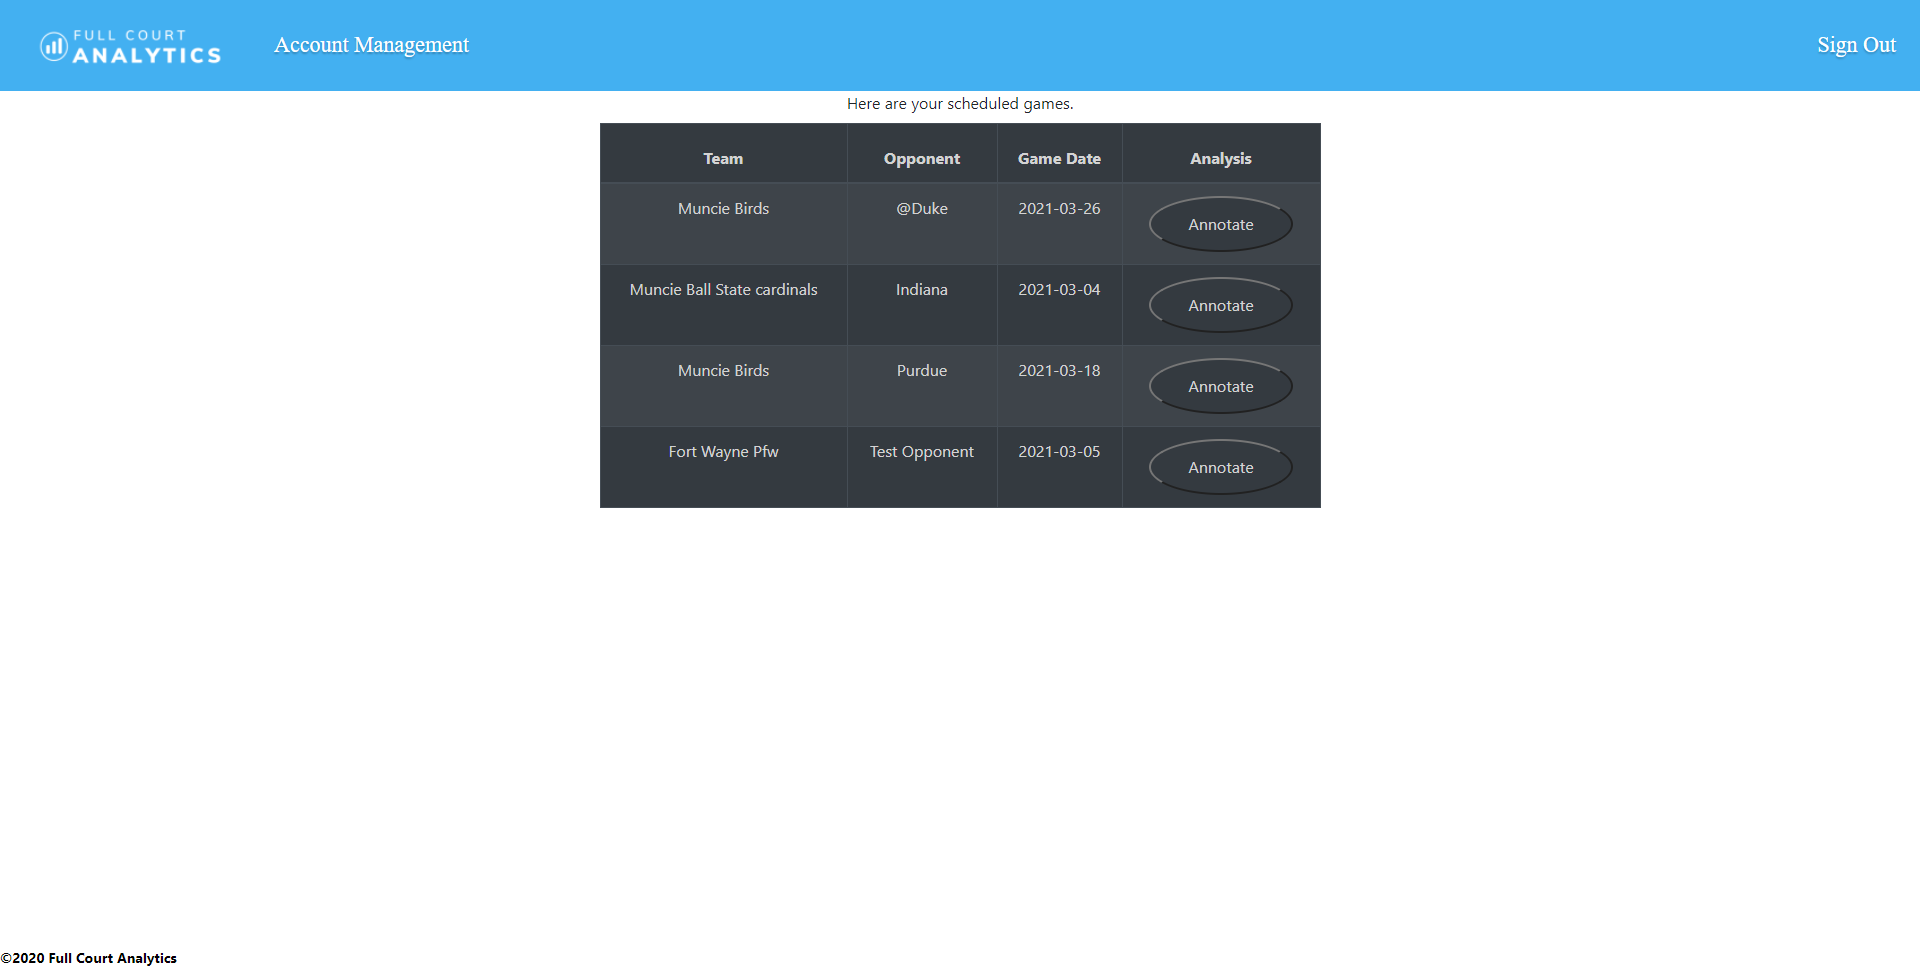 FULL COURT
ANALYTICS
Account Management
Sign Out
Here are your scheduled games.
Team Opponent Game Date Analysis
Muncie Birds @Duke 2021-03-26 Annotate
Muncie Ball State cardinals Indiana 2021-03-04 Annotate
Muncie Birds Purdue 2021-03-18 Annotate
Fort Wayne Pfw Test Opponent 2021-03-05 Annotate
©2020 Full Court Analytics